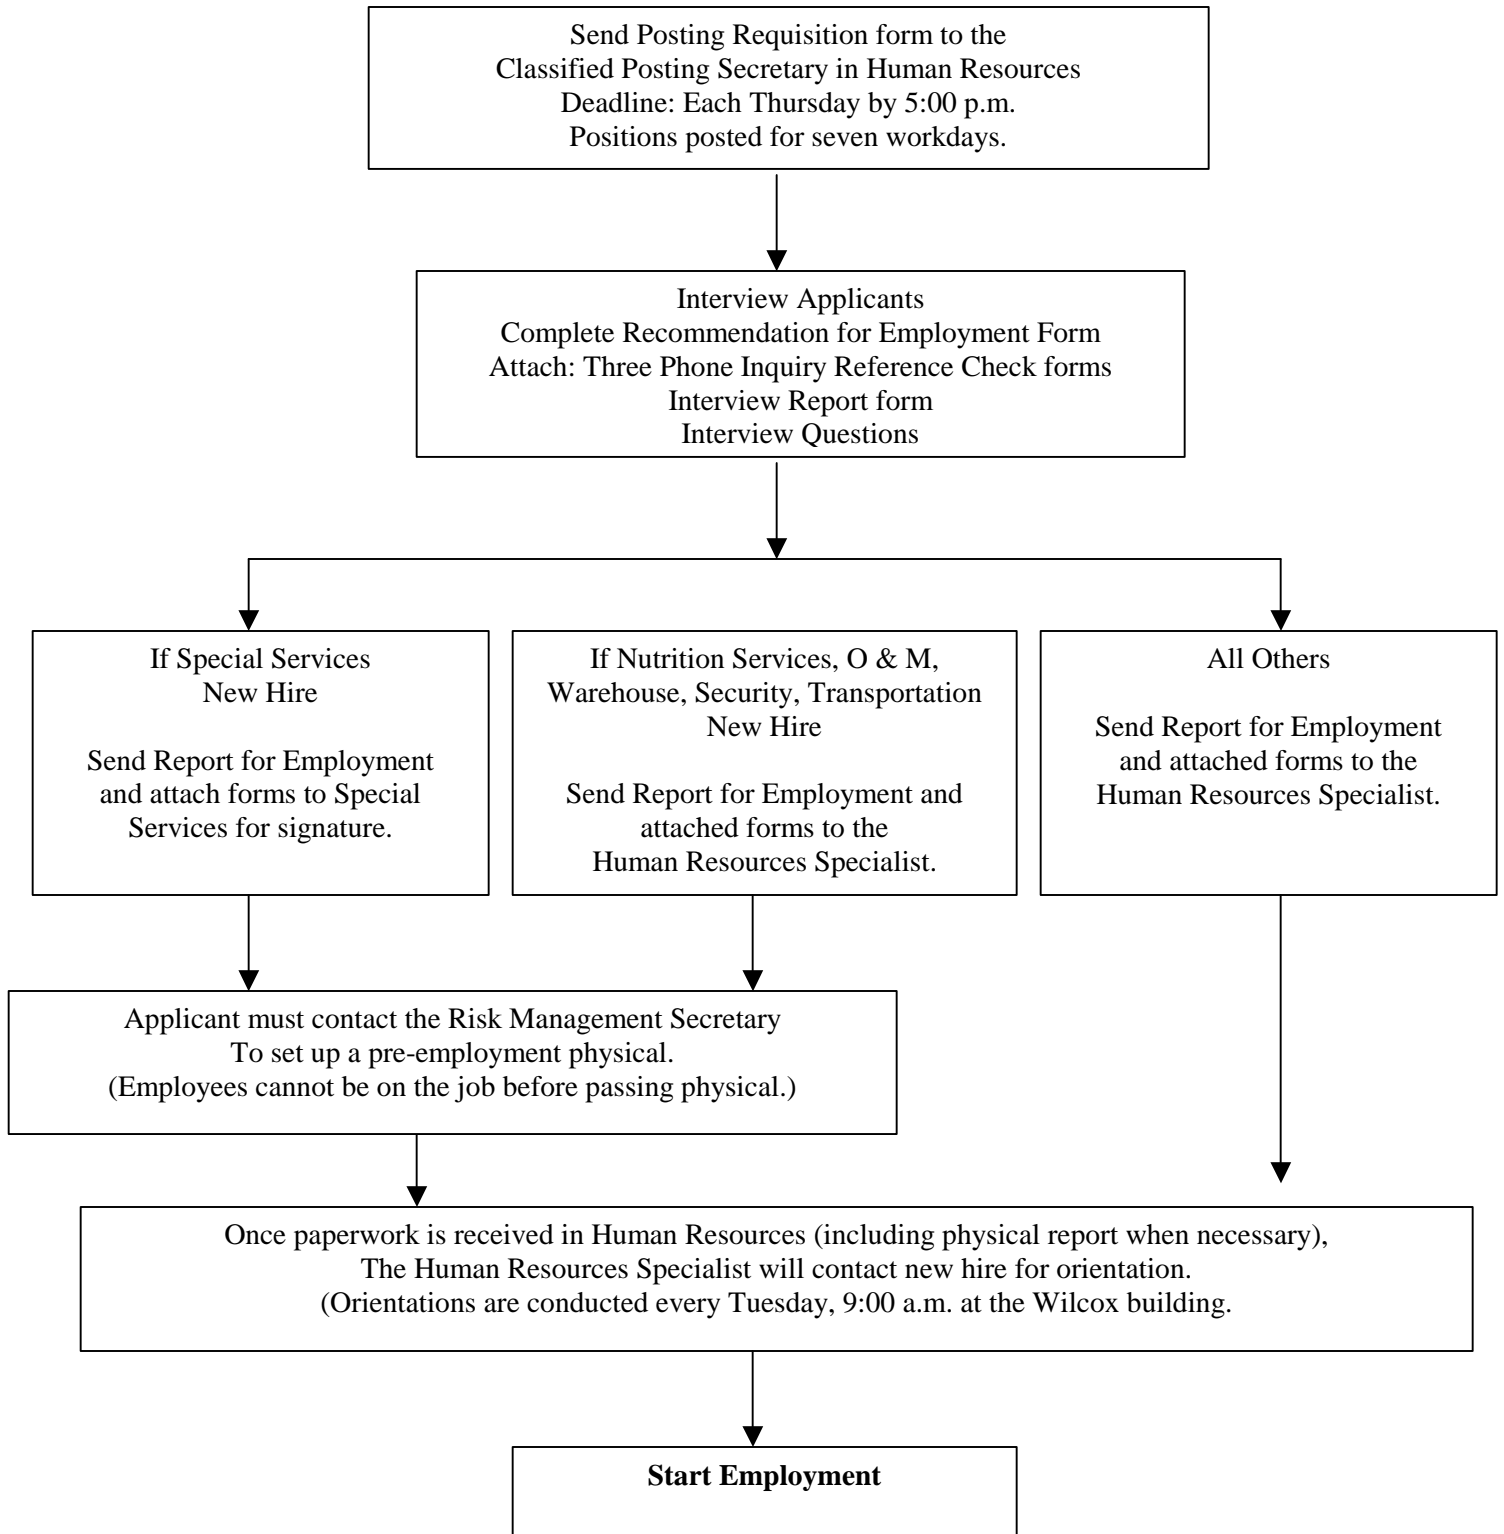 Send Posting Requisition form to the
Classified Posting Secretary in Human Resources
Deadline: Each Thursday by 5:00 p.m.
Positions posted for seven workdays.
Interview Applicants
Complete Recommendation for Employment Form
Attach: Three Phone Inquiry Reference Check forms
Interview Report form
Interview Questions
If Special Services
New Hire
Send Report for Employment
and attach forms to Special
Services for signature.
If Nutrition Services, O & M,
Warehouse, Security, Transportation
New Hire
Send Report for Employment and
attached forms to the
Human Resources Specialist.
All Others
Send Report for Employment
and attached forms to the
Human Resources Specialist.
Applicant must contact the Risk Management Secretary
To set up a pre-employment physical.
(Employees cannot be on the job before passing physical.)
Once paperwork is received in Human Resources (including physical report when necessary),
The Human Resources Specialist will contact new hire for orientation.
(Orientations are conducted every Tuesday, 9:00 a.m. at the Wilcox building.
Start Employment